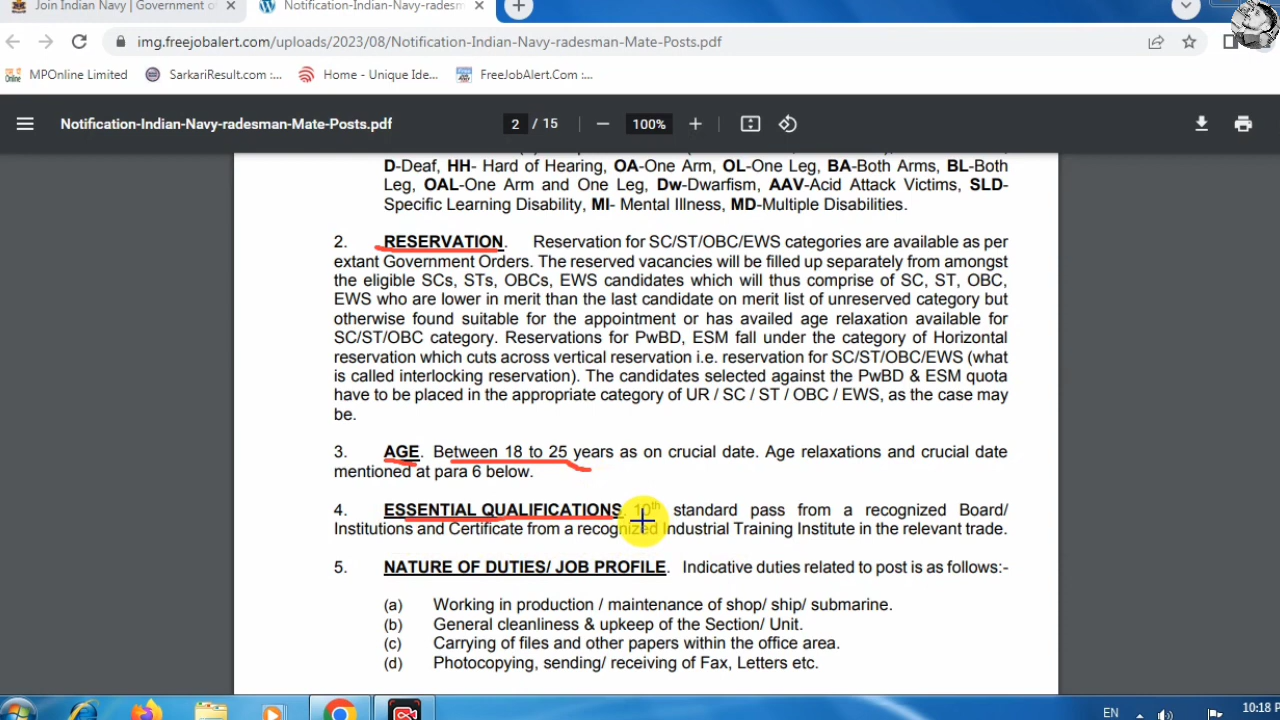 Join Indian Navy | Government of
Notification-Indian-Navy-radesm
img.freejobalert.com/uploads/2023/08/Notification-Indian-Navy-radesman-Mate-Posts.pdf
MPOnline Limited
SarkariResult.com :...
Home - Unique Ide...
FreeJobAlert.Com :...
Notification-Indian-Navy-radesman-Mate-Posts.pdf
2 / 15
100%
D-Deaf, HH- Hard of Hearing, OA-One Arm, OL-One Leg, BA-Both Arms, BL-Both
Leg, OAL-One Arm and One Leg, Dw-Dwarfism, AAV-Acid Attack Victims, SLD-
Specific Learning Disability, MI- Mental Illness, MD-Multiple Disabilities.
2. RESERVATION. Reservation for SC/ST/OBC/EWS categories are available as per
extant Government Orders. The reserved vacancies will be filled up separately from amongst
the eligible SCs, STs, OBCs, EWS candidates which will thus comprise of SC, ST, OBC,
EWS who are lower in merit than the last candidate on merit list of unreserved category but
otherwise found suitable for the appointment or has availed age relaxation available for
SC/ST/OBC category. Reservations for PwBD, ESM fall under the category of Horizontal
reservation which cuts across vertical reservation i.e. reservation for SC/ST/OBC/EWS (what
is called interlocking reservation). The candidates selected against the PwBD & ESM quota
have to be placed in the appropriate category of UR / SC / ST / OBC / EWS, as the case may
be.
3. AGE. Between 18 to 25 years as on crucial date. Age relaxations and crucial date
mentioned at para 6 below.
4. ESSENTIAL QUALIFICATIONS. 10th standard pass from a recognized Board/
Institutions and Certificate from a recognized Industrial Training Institute in the relevant trade.
5. NATURE OF DUTIES/ JOB PROFILE. Indicative duties related to post is as follows:-
(a) Working in production / maintenance of shop/ ship/ submarine.
(b) General cleanliness & upkeep of the Section/ Unit.
(c) Carrying of files and other papers within the office area.
(d) Photocopying, sending/ receiving of Fax, Letters etc.
EN
10:18 P